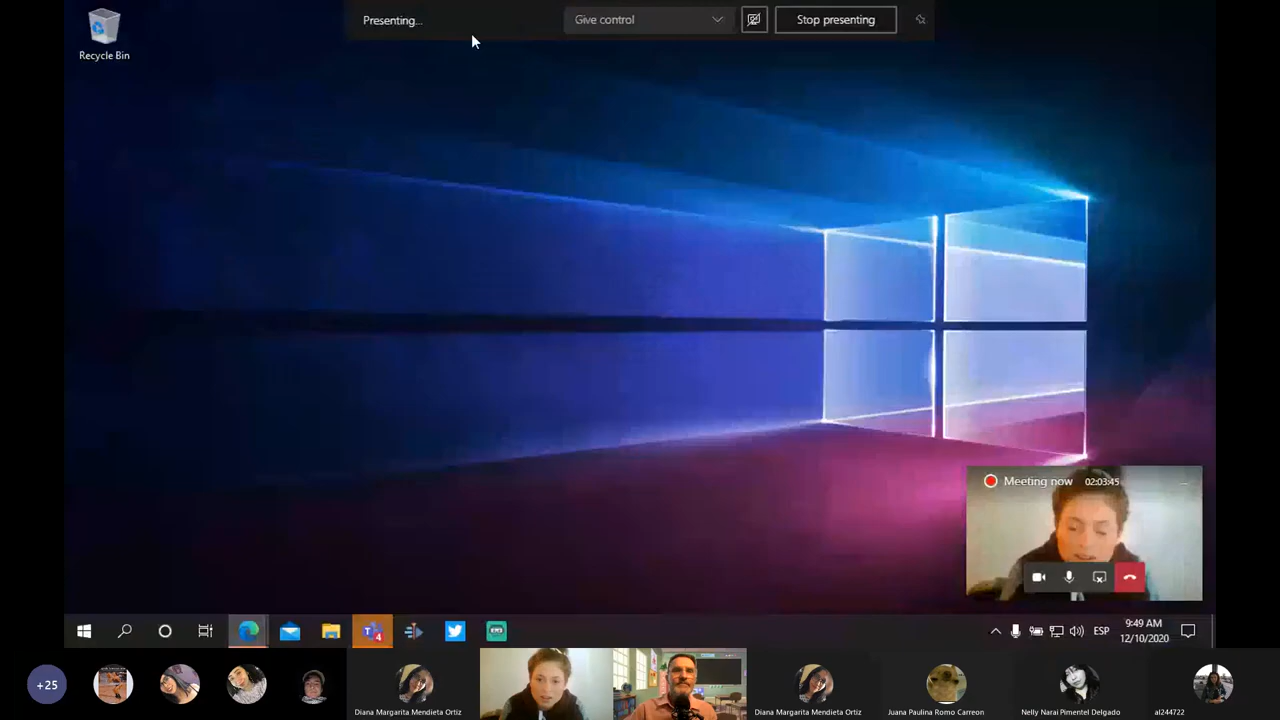 Presenting...
Give control
Stop presenting
Recycle Bin
Meeting now 02:03:45
4
ESP
9:49 AM
12/10/2020
+25
Diana Margarita Mendieta Ortiz
Diana Margarita Mendieta Ortiz
Juana Paulina Romo Carreon
Nelly Narai Pimentel Delgado
al244722